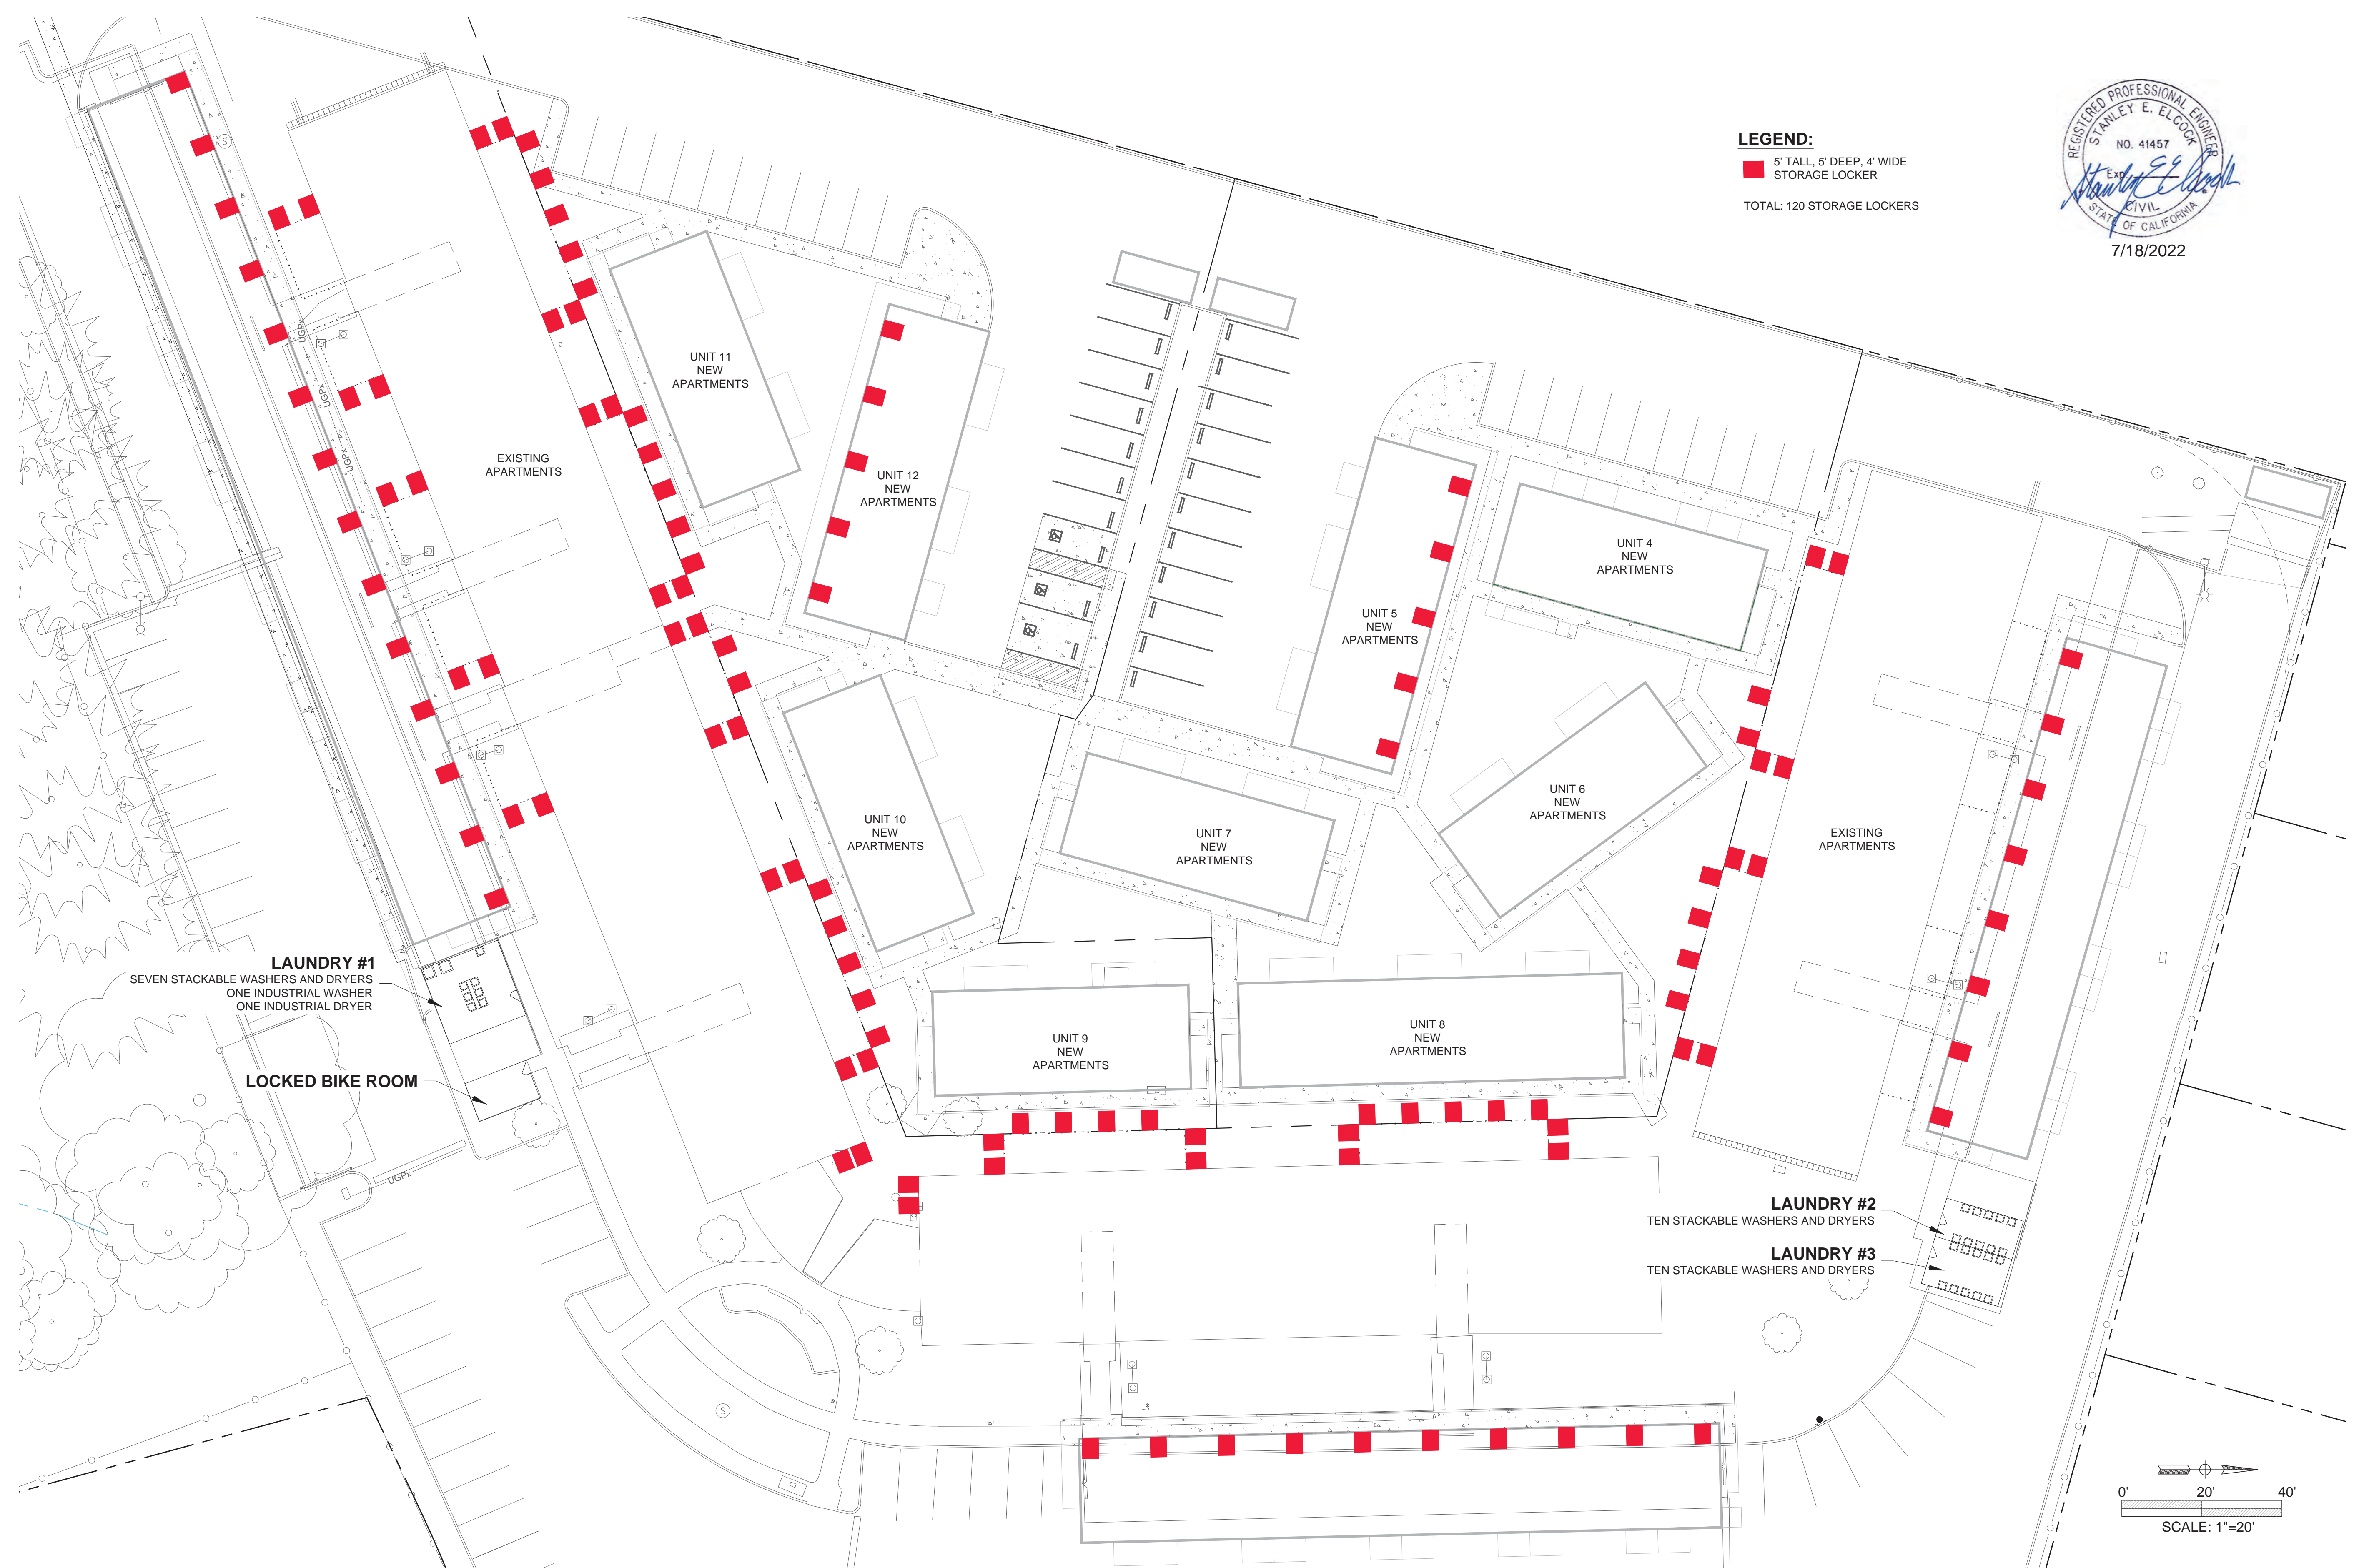 LEGEND:
5' TALL, 5' DEEP, 4' WIDE
STORAGE LOCKER
TOTAL: 120 STORAGE LOCKERS
REGISTERED PROFESSIONAL ENGINEER
STANLEY E. ELCOCK
NO. 41457
Exp.
CIVIL
STATE OF CALIFORNIA
7/18/2022
S
UGPx
UGPx
UGPx
EXISTING
APARTMENTS
UNIT 11
NEW
APARTMENTS
UNIT 12
NEW
APARTMENTS
UNIT 5
NEW
APARTMENTS
UNIT 4
NEW
APARTMENTS
UNIT 10
NEW
APARTMENTS
UNIT 7
NEW
APARTMENTS
UNIT 6
NEW
APARTMENTS
EXISTING
APARTMENTS
UNIT 9
NEW
APARTMENTS
UNIT 8
NEW
APARTMENTS
LAUNDRY #1
SEVEN STACKABLE WASHERS AND DRYERS
ONE INDUSTRIAL WASHER
ONE INDUSTRIAL DRYER
LOCKED BIKE ROOM
UGPx
LAUNDRY #2
TEN STACKABLE WASHERS AND DRYERS
LAUNDRY #3
TEN STACKABLE WASHERS AND DRYERS
S
0' 20' 40'
SCALE: 1"=20'